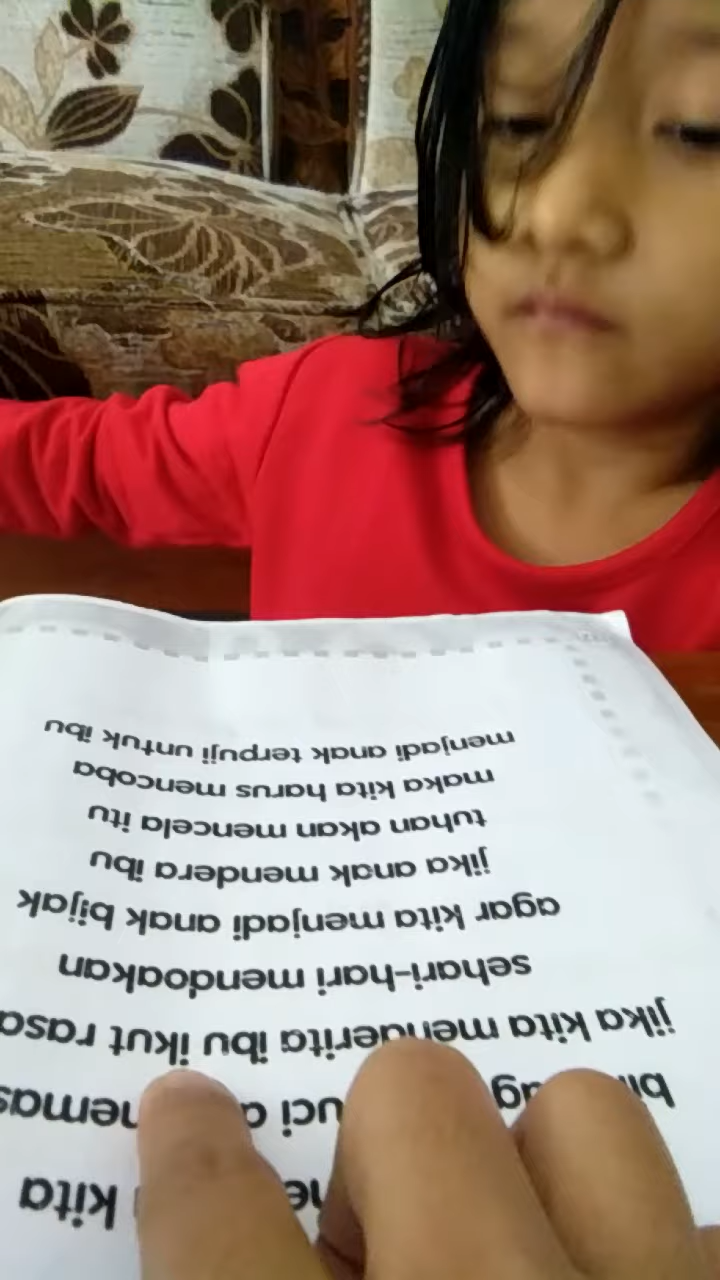 kita
jika kita menderita ibu ikut rasa
sehari-hari mendoakan
agar kita menjadi anak bijak
jika anak mendera ibu
tuhan akan mencela itu
maka kita harus mencoba
menjadi anak terpuji untuk ibu